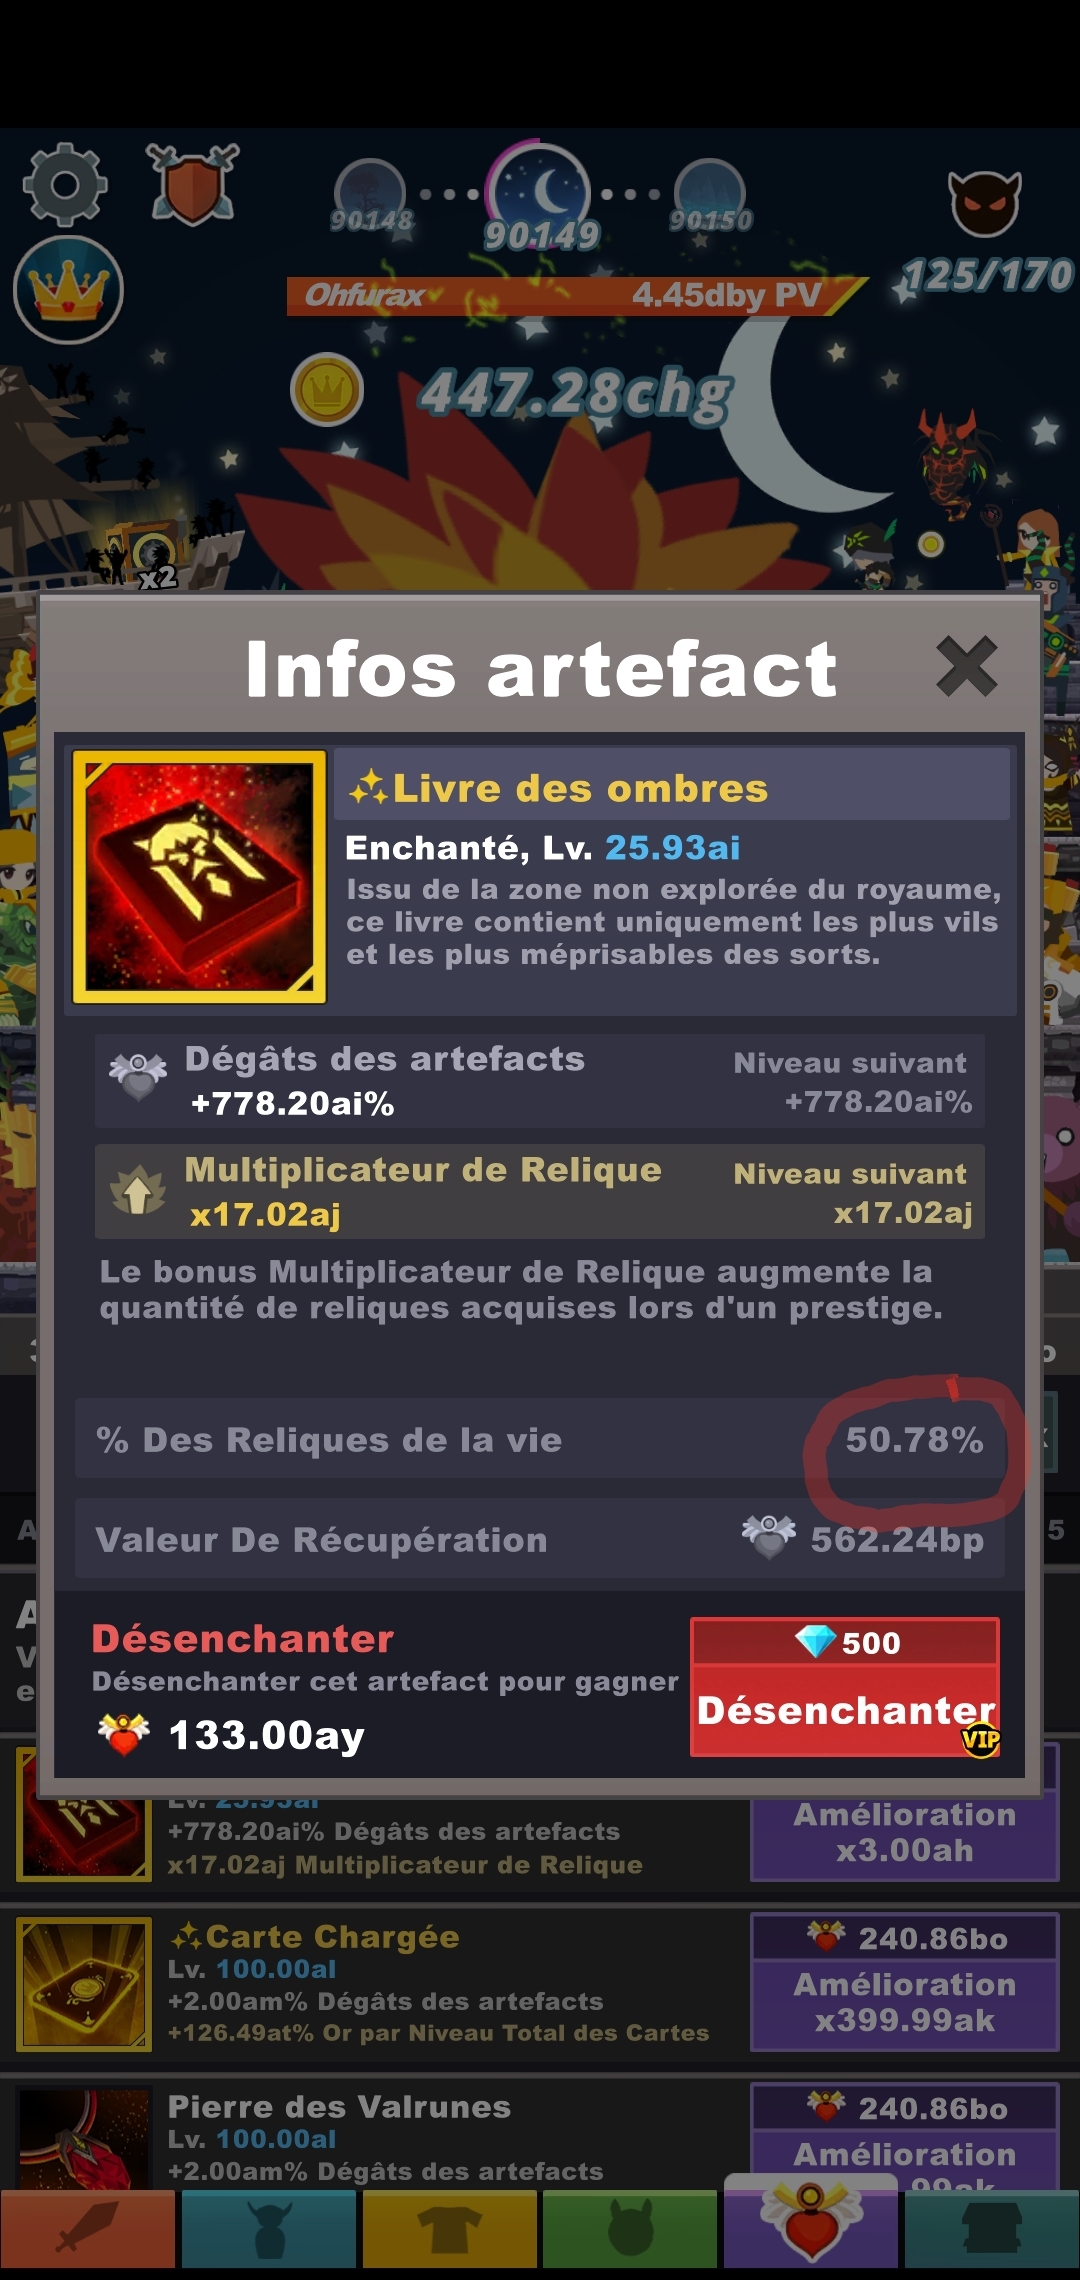 90148
90149
90150
125/170
Ohfurax
4.45dby PV
447.28chg
x2
Infos artefact
Livre des ombres
Enchanté, Lv. 25.93ai
Issu de la zone non explorée du royaume,
ce livre contient uniquement les plus vils
et les plus méprisables des sorts.
Dégâts des artefacts
Niveau suivant
+778.20ai%
+778.20ai%
Multiplicateur de Relique
Niveau suivant
x17.02aj
x17.02aj
Le bonus Multiplicateur de Relique augmente la
quantité de reliques acquises lors d'un prestige.
% Des Reliques de la vie
50.78%
Valeur De Récupération
562.24bp
5
Désenchanter
Désenchanter cet artefact pour gagner
133.00ay
500
Désenchanter
VIP
Lv. 25.93ai
+778.20ai% Dégâts des artefacts
x17.02aj Multiplicateur de Relique
Amélioration
x3.00ah
Carte Chargée
Lv. 100.00al
+2.00am% Dégâts des artefacts
+126.49at% Or par Niveau Total des Cartes
240.86bo
Amélioration
x399.99ak
Pierre des Valrunes
Lv. 100.00al
+2.00am% Dégâts des artefacts
240.86bo
Amélioration